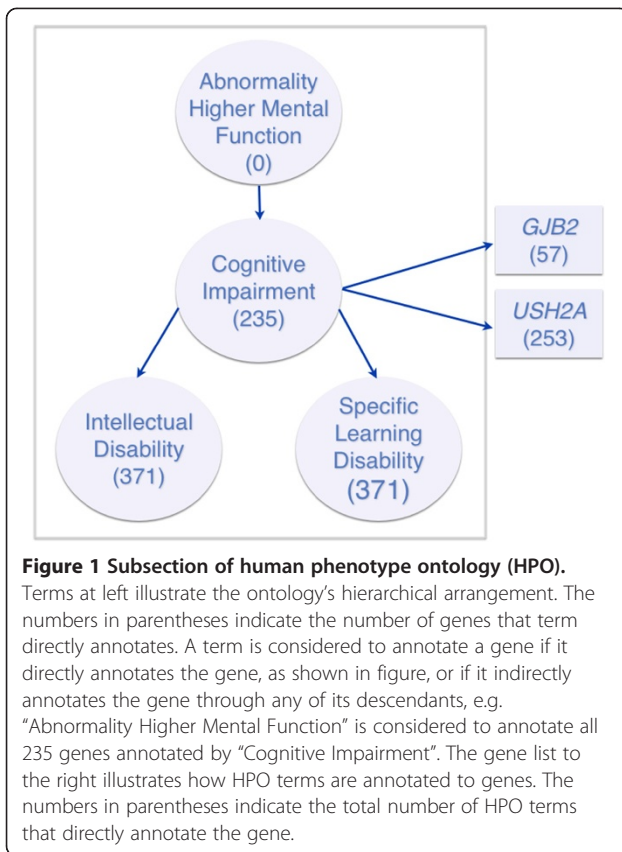 Abnormality
Higher Mental
Function
(0)
Cognitive
Impairment
(235)
GJB2
(57)
USH2A
(253)
Intellectual
Disability
(371)
Specific
Learning
Disability
(371)
Figure 1 Subsection of human phenotype ontology (HPO).
Terms at left illustrate the ontology's hierarchical arrangement. The
numbers in parentheses indicate the number of genes that term
directly annotates. A term is considered to annotate a gene if it
directly annotates the gene, as shown in figure, or if it indirectly
annotates the gene through any of its descendants, e.g.
“Abnormality Higher Mental Function” is considered to annotate all
235 genes annotated by “Cognitive Impairment”. The gene list to
the right illustrates how HPO terms are annotated to genes. The
numbers in parentheses indicate the total number of HPO terms
that directly annotate the gene.